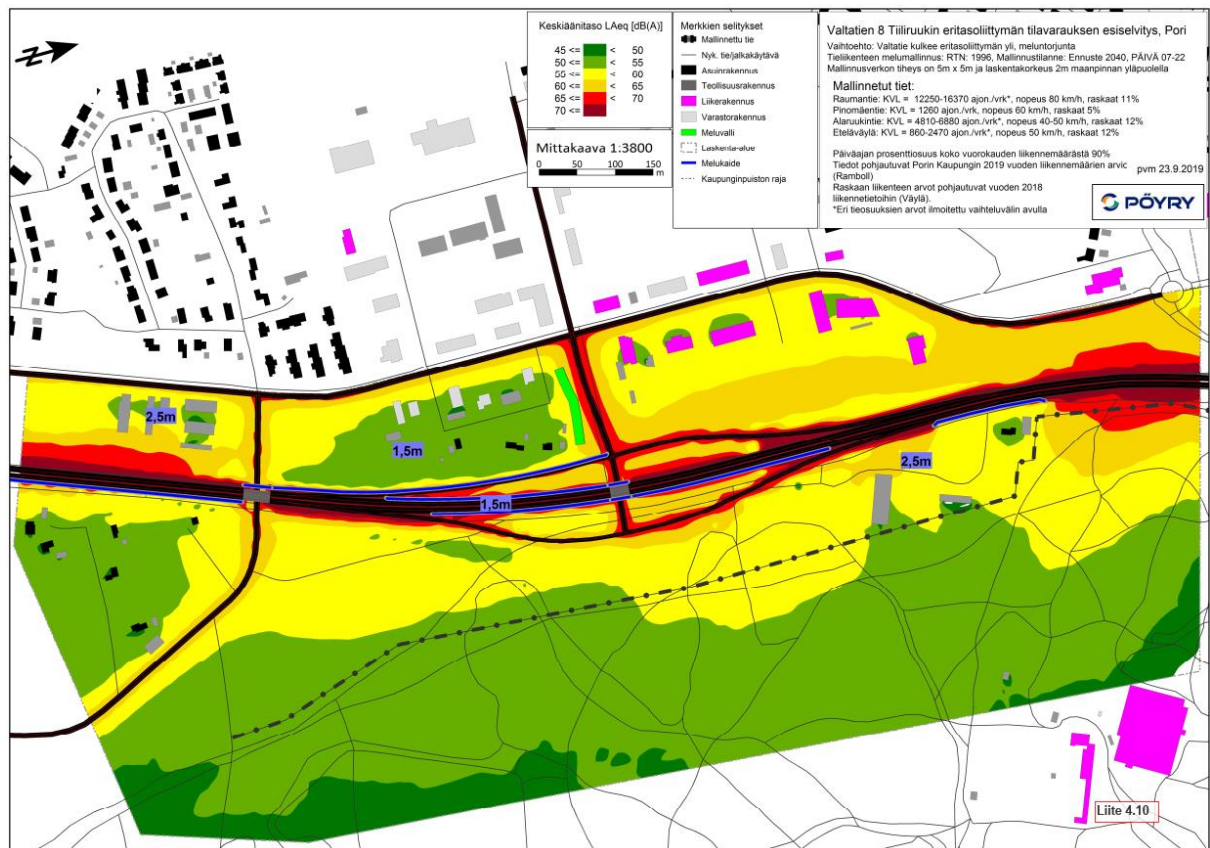 Keskiäänitaso LAeq [dB(A)]
45 <= < 50
50 <= < 55
55 <= < 60
60 <= < 65
65 <= < 70
70 <=
Mittakaava 1:3800
0 50 100 150
m
Merkkien selitykset
Mallinnettu tie
Nyk. tie/jalkakäytävä
Asuinrakennus
Teollisuusrakennus
Liikerakennus
Varastorakennus
Meluvalli
Laskenta-alue
Melukaide
Kaupunginpuiston raja
Valtatien 8 Tiiliruukin eritasoliittymän tilavarauksen esiselvitys, Pori
Vaihtoehto: Valtatie kulkee eritasoliittymän yli, meluntorjunta
Tieliikenteen melumallinnus: RTN: 1996, Mallinnustilanne: Ennuste 2040, PÄIVÄ 07-22
Mallinnusverkon tiheys on 5m x 5m ja laskentakorkeus 2m maanpinnan yläpuolella
Mallinnetut tiet:
Raumantie: KVL = 12250-16370 ajon./vrk*, nopeus 80 km/h, raskaat 11%
Pinomäentie: KVL = 1260 ajon./vrk, nopeus 60 km/h, raskaat 5%
Alaruukintie: KVL = 4810-6880 ajon./vrk*, nopeus 40-50 km/h, raskaat 12%
Eteläväylä: KVL = 860-2470 ajon./vrk*, nopeus 50 km/h, raskaat 12%
Päiväajan prosenttiosuus koko vuorokauden liikennemäärästä 90%
Tiedot pohjautuvat Porin Kaupungin 2019 vuoden liikennemäärien arvic
(Ramboll)
pvm 23.9.2019
Raskaan liikenteen arvot pohjautuvat vuoden 2018
liikennetietoihin (Väylä).
*Eri tieosuuksien arvot ilmoitettu vaihteluvälin avulla
PÖYRY
2,5m
1,5m
2,5m
1,5m
Liite 4.10